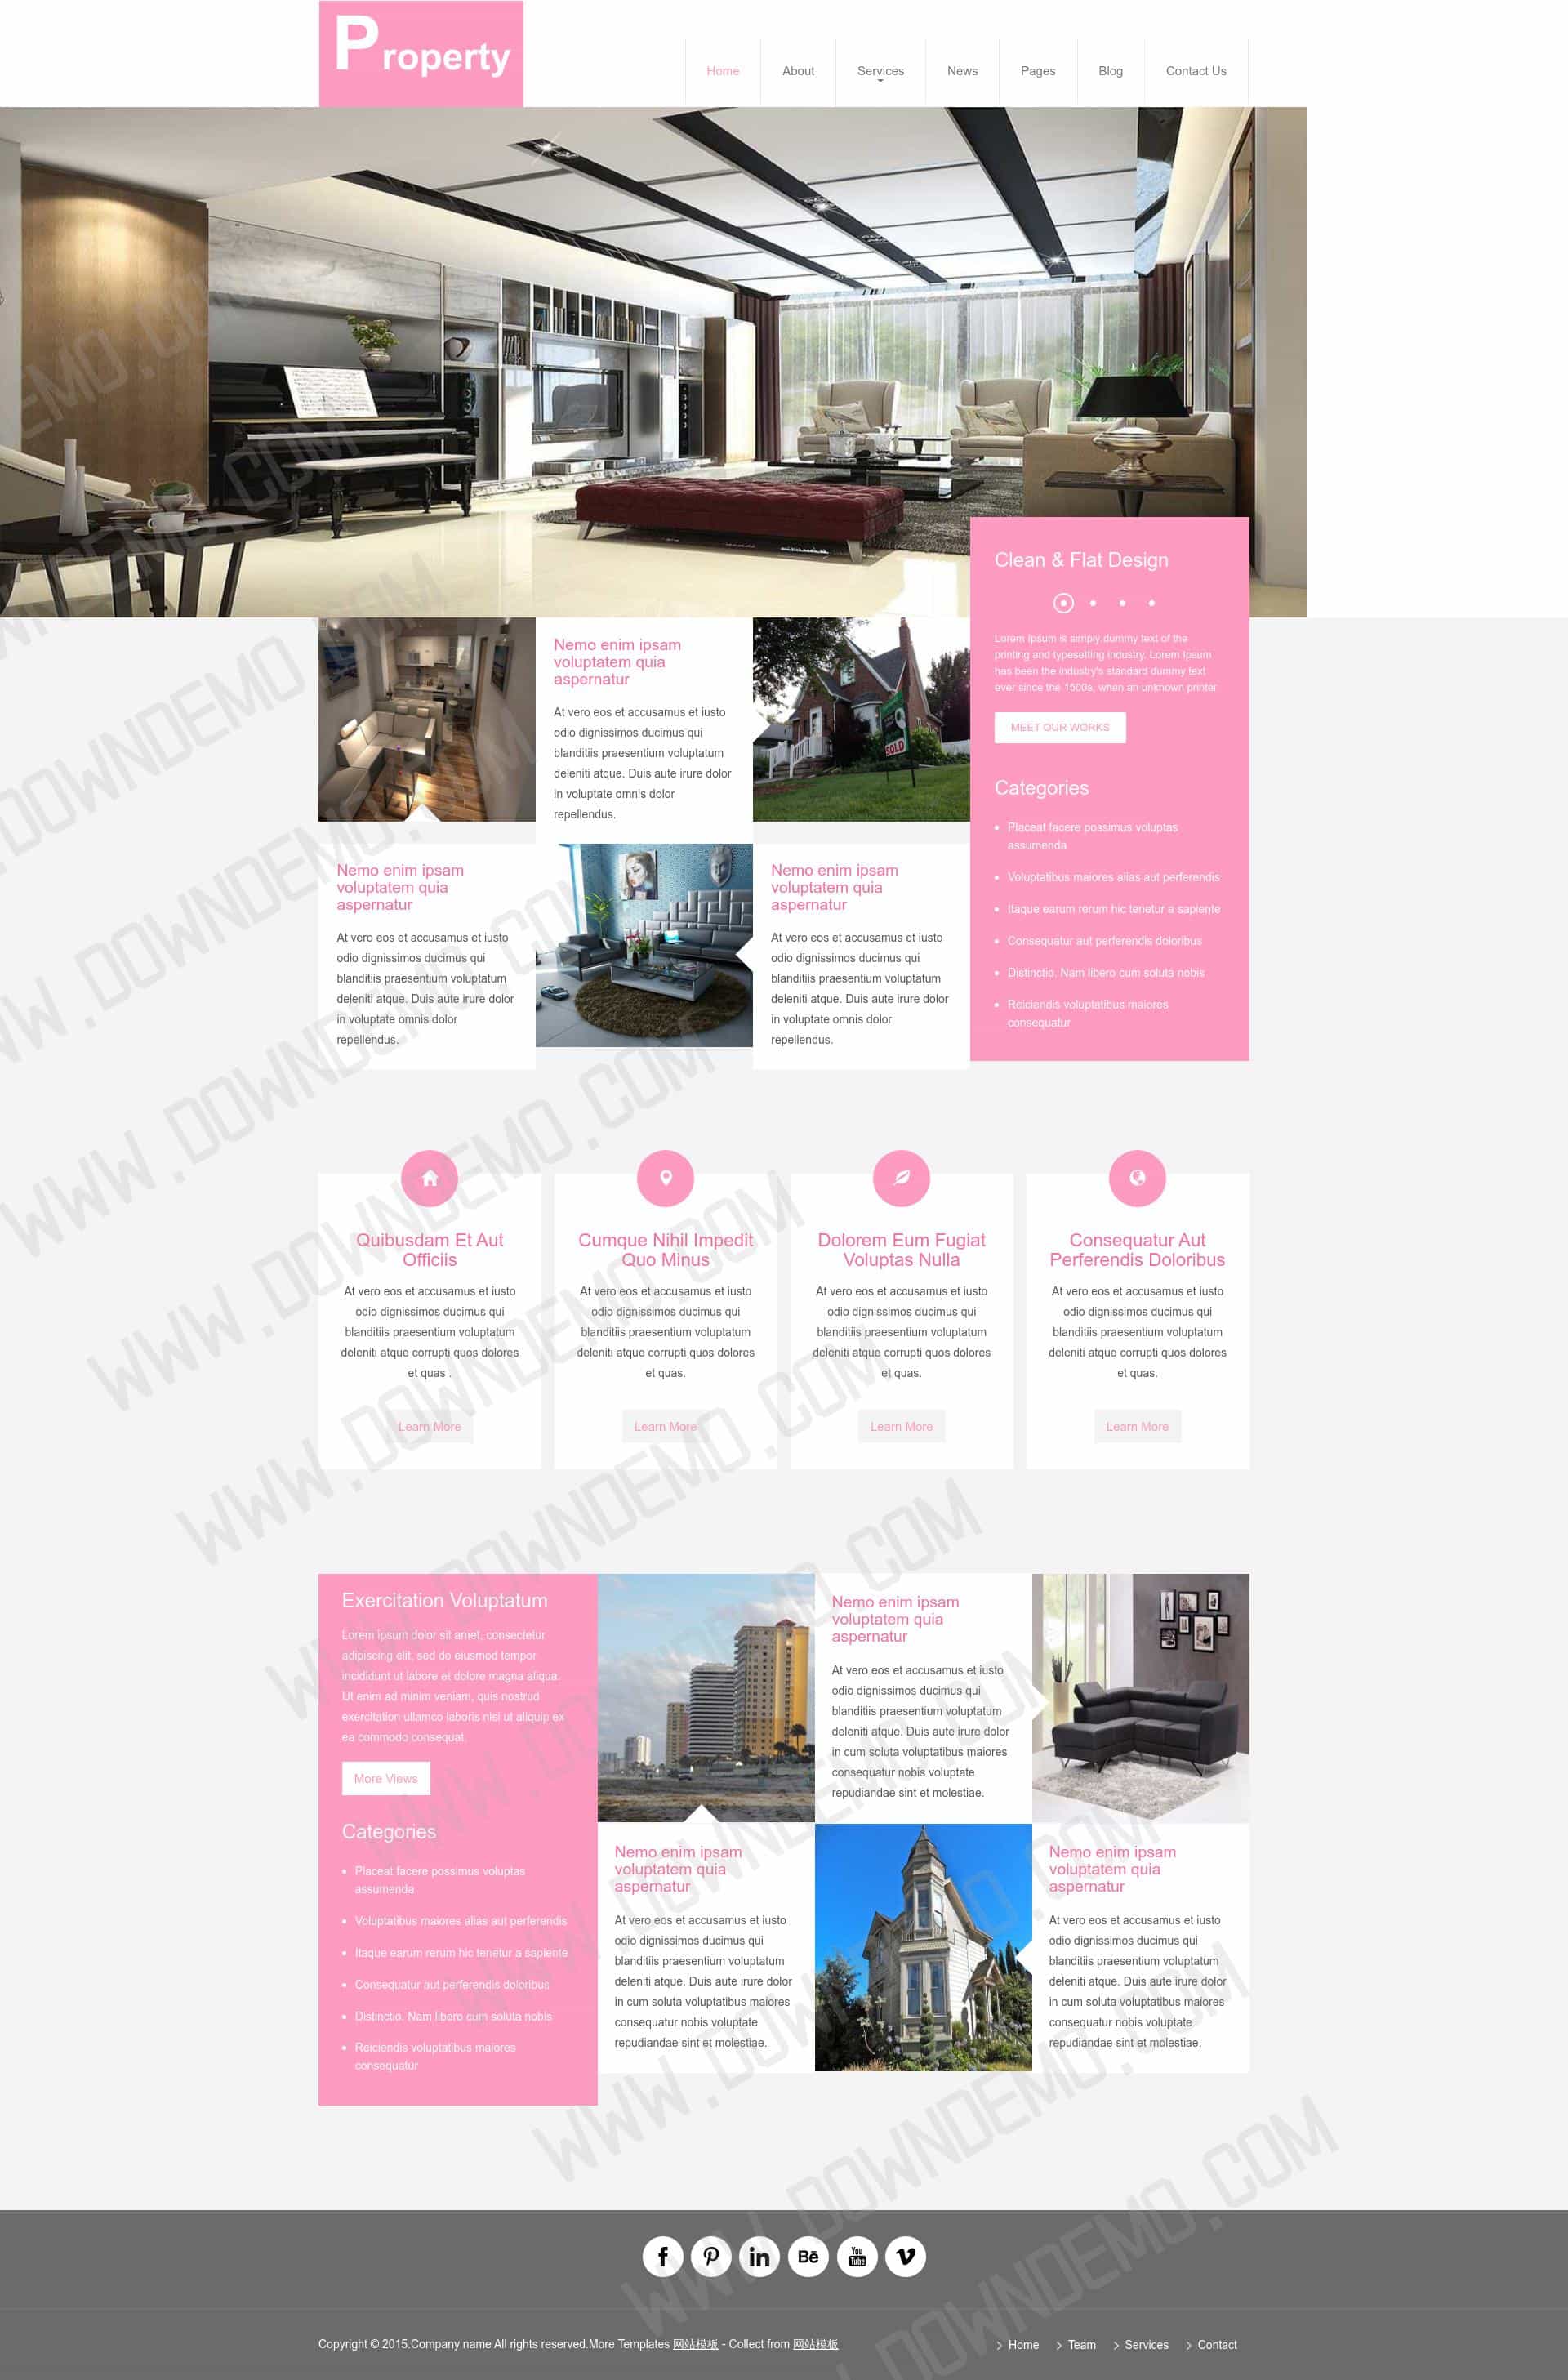 Property
Home
About
Services
News
Pages
Blog
Contact Us
Clean & Flat Design
Lorem Ipsum is simply dummy text of the
printing and typesetting industry. Lorem Ipsum
has been the industry's standard dummy text
ever since the 1500s, when an unknown printer
MEET OUR WORKS
Categories
Placeat facere possimus voluptas
assumenda
Voluptatibus maiores alias aut perferendis
Itaque earum rerum hic tenetur a sapiente
Consequatur aut perferendis doloribus
Distinctio. Nam libero cum soluta nobis
Reiciendis voluptatibus maiores
consequatur
Nemo enim ipsam
voluptatem quia
aspernatur
At vero eos et accusamus et iusto
odio dignissimos ducimus qui
blanditiis praesentium voluptatum
deleniti atque. Duis aute irure dolor
in voluptate omnis dolor
repellendus.
SOLD
Nemo enim ipsam
voluptatem quia
aspernatur
At vero eos et accusamus et iusto
odio dignissimos ducimus qui
blanditiis praesentium voluptatum
deleniti atque. Duis aute irure dolor
in voluptate omnis dolor
repellendus.
Nemo enim ipsam
voluptatem quia
aspernatur
At vero eos et accusamus et iusto
odio dignissimos ducimus qui
blanditiis praesentium voluptatum
deleniti atque. Duis aute irure dolor
in voluptate omnis dolor
repellendus.
Quibusdam Et Aut
Officiis
At vero eos et accusamus et iusto
odio dignissimos ducimus qui
blanditiis praesentium voluptatum
deleniti atque corrupti quos dolores
et quas .
Learn More
Cumque Nihil Impedit
Quo Minus
At vero eos et accusamus et iusto
odio dignissimos ducimus qui
blanditiis praesentium voluptatum
deleniti atque corrupti quos dolores
et quas.
Learn More
Dolorem Eum Fugiat
Voluptas Nulla
At vero eos et accusamus et iusto
odio dignissimos ducimus qui
blanditiis praesentium voluptatum
deleniti atque corrupti quos dolores
et quas.
Learn More
Consequatur Aut
Perferendis Doloribus
At vero eos et accusamus et iusto
odio dignissimos ducimus qui
blanditiis praesentium voluptatum
deleniti atque corrupti quos dolores
et quas.
Learn More
Exercitation Voluptatum
Lorem ipsum dolor sit amet, consectetur
adipiscing elit, sed do eiusmod tempor
incididunt ut labore et dolore magna aliqua.
Ut enim ad minim veniam, quis nostrud
exercitation ullamco laboris nisi ut aliquip ex
ea commodo consequat.
More Views
Categories
Placeat facere possimus voluptas
assumenda
Voluptatibus maiores alias aut perferendis
Itaque earum rerum hic tenetur a sapiente
Consequatur aut perferendis doloribus
Distinctio. Nam libero cum soluta nobis
Reiciendis voluptatibus maiores
consequatur
Nemo enim ipsam
voluptatem quia
aspernatur
At vero eos et accusamus et iusto
odio dignissimos ducimus qui
blanditiis praesentium voluptatum
deleniti atque. Duis aute irure dolor
in cum soluta voluptatibus maiores
consequatur nobis voluptate
repudiandae sint et molestiae.
Nemo enim ipsam
voluptatem quia
aspernatur
At vero eos et accusamus et iusto
odio dignissimos ducimus qui
blanditiis praesentium voluptatum
deleniti atque. Duis aute irure dolor
in cum soluta voluptatibus maiores
consequatur nobis voluptate
repudiandae sint et molestiae.
Nemo enim ipsam
voluptatem quia
aspernatur
At vero eos et accusamus et iusto
odio dignissimos ducimus qui
blanditiis praesentium voluptatum
deleniti atque. Duis aute irure dolor
in cum soluta voluptatibus maiores
consequatur nobis voluptate
repudiandae sint et molestiae.
f
in
Bē
You
Tube
Copyright © 2015.Company name All rights reserved.More Templates 网站模板 - Collect from 网站模板
Home
Team
Services
Contact
WWW.DOWNDEMO.COM